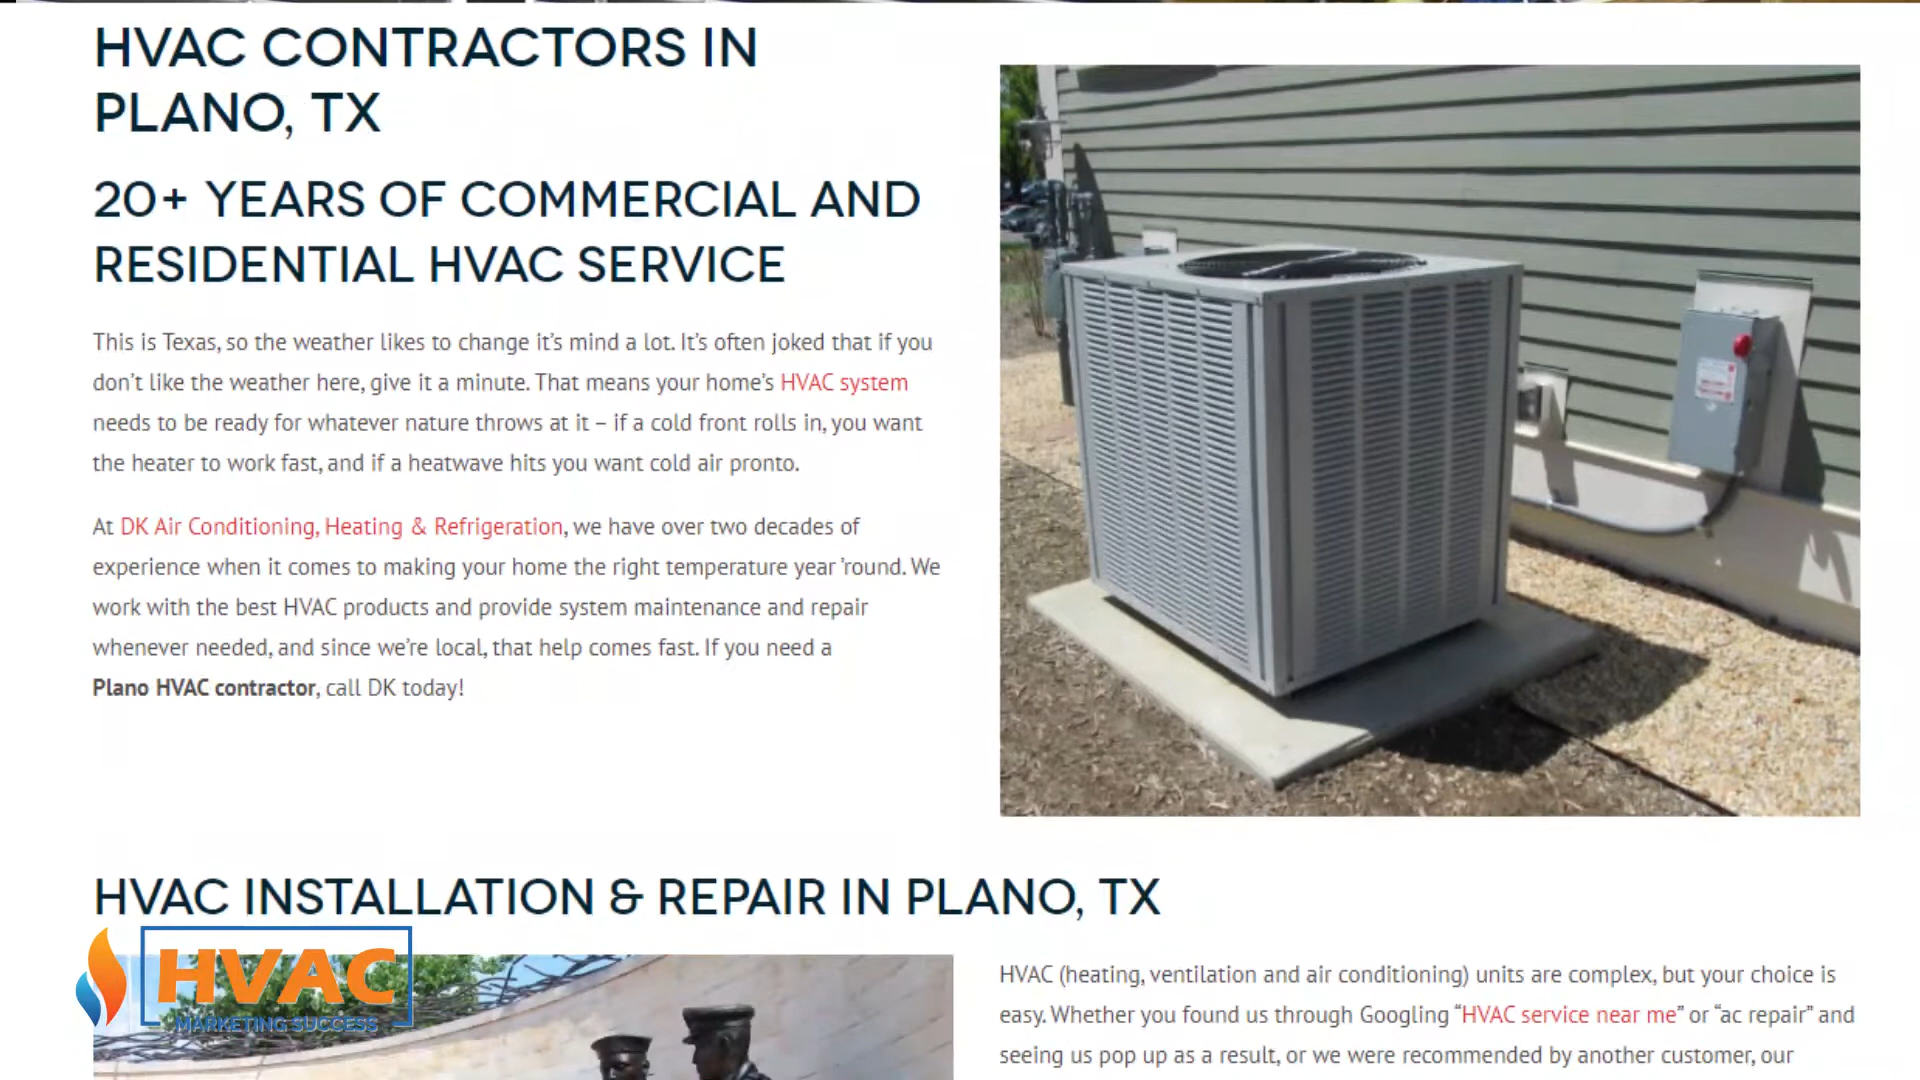 HVAC CONTRACTORS IN
PLANO, TX
20+ YEARS OF COMMERCIAL AND
RESIDENTIAL HVAC SERVICE
This is Texas, so the weather likes to change it’s mind a lot. It’s often joked that if you
don’t like the weather here, give it a minute. That means your home’s HVAC system
needs to be ready for whatever nature throws at it – if a cold front rolls in, you want
the heater to work fast, and if a heatwave hits you want cold air pronto.
At DK Air Conditioning, Heating & Refrigeration, we have over two decades of
experience when it comes to making your home the right temperature year ’round. We
work with the best HVAC products and provide system maintenance and repair
whenever needed, and since we’re local, that help comes fast. If you need a
Plano HVAC contractor, call DK today!
HVAC INSTALLATION & REPAIR IN PLANO, TX
HVAC
MARKETING SUCCESS
HVAC (heating, ventilation and air conditioning) units are complex, but your choice is
easy. Whether you found us through Googling “HVAC service near me” or “ac repair” and
seeing us pop up as a result, or we were recommended by another customer, our